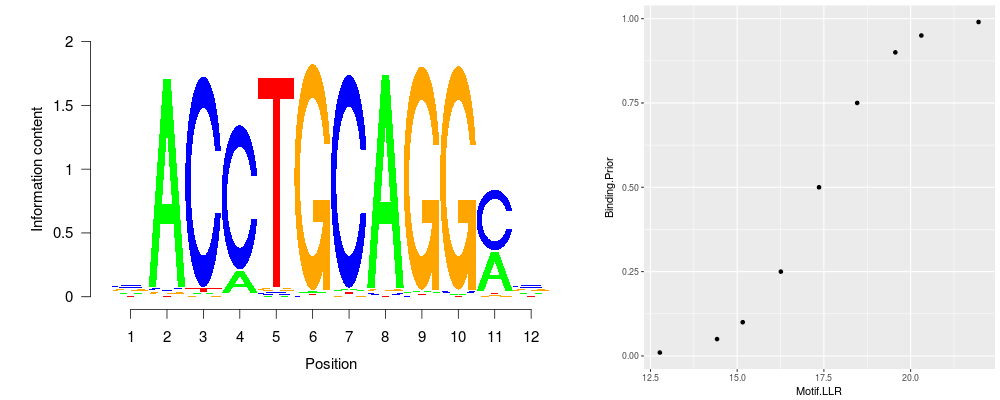 2
1.5
1
0.5
0
Information content
ACCTGCAGGC
A A
1 2 3 4 5 6 7 8 9 10 11 12
Position
1.00
0.75
0.50
0.25
0.00
Binding.Prior
12.5 15.0 17.5 20.0
Motif.LLR